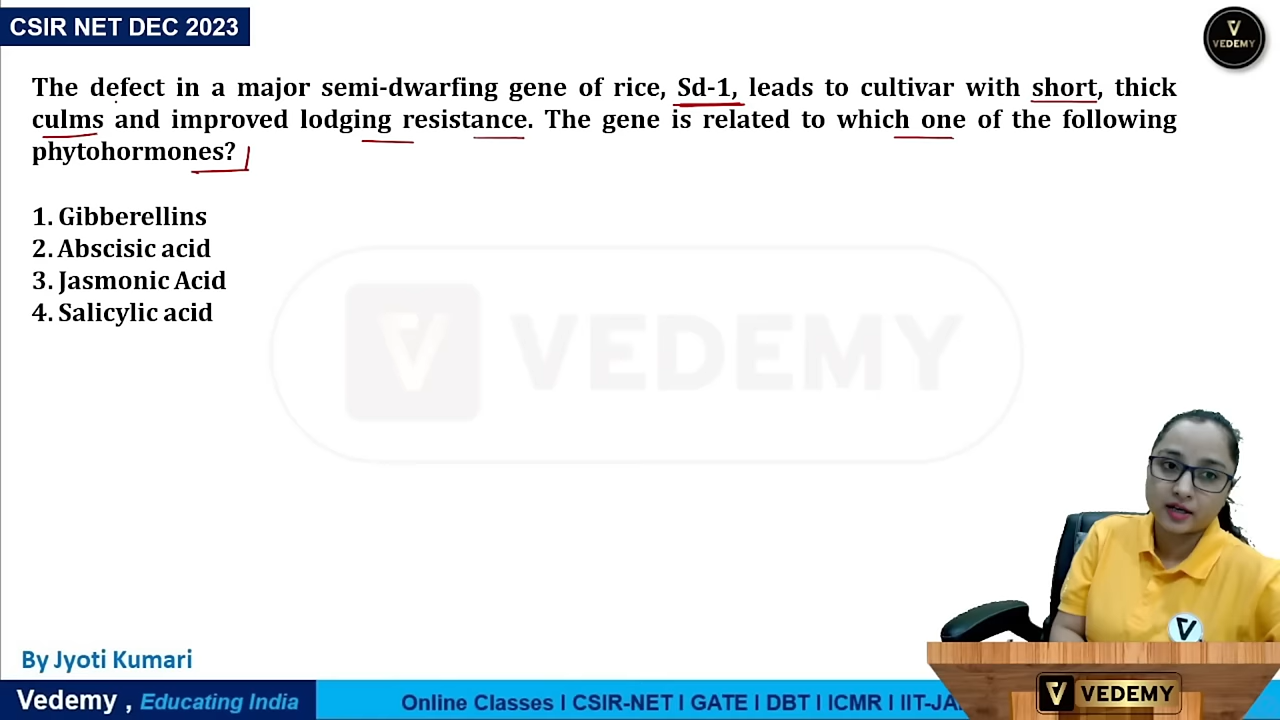 CSIR NET DEC 2023
VEDEMY
The defect in a major semi-dwarfing gene of rice, Sd-1, leads to cultivar with short, thick
culms and improved lodging resistance. The gene is related to which one of the following
phytohormones?
1. Gibberellins
2. Abscisic acid
3. Jasmonic Acid
4. Salicylic acid
VEDEMY
By Jyoti Kumari
VEDEMY
Vedemy , Educating India
Online Classes I CSIR-NET I GATE I DBT I ICMR I IIT-JA